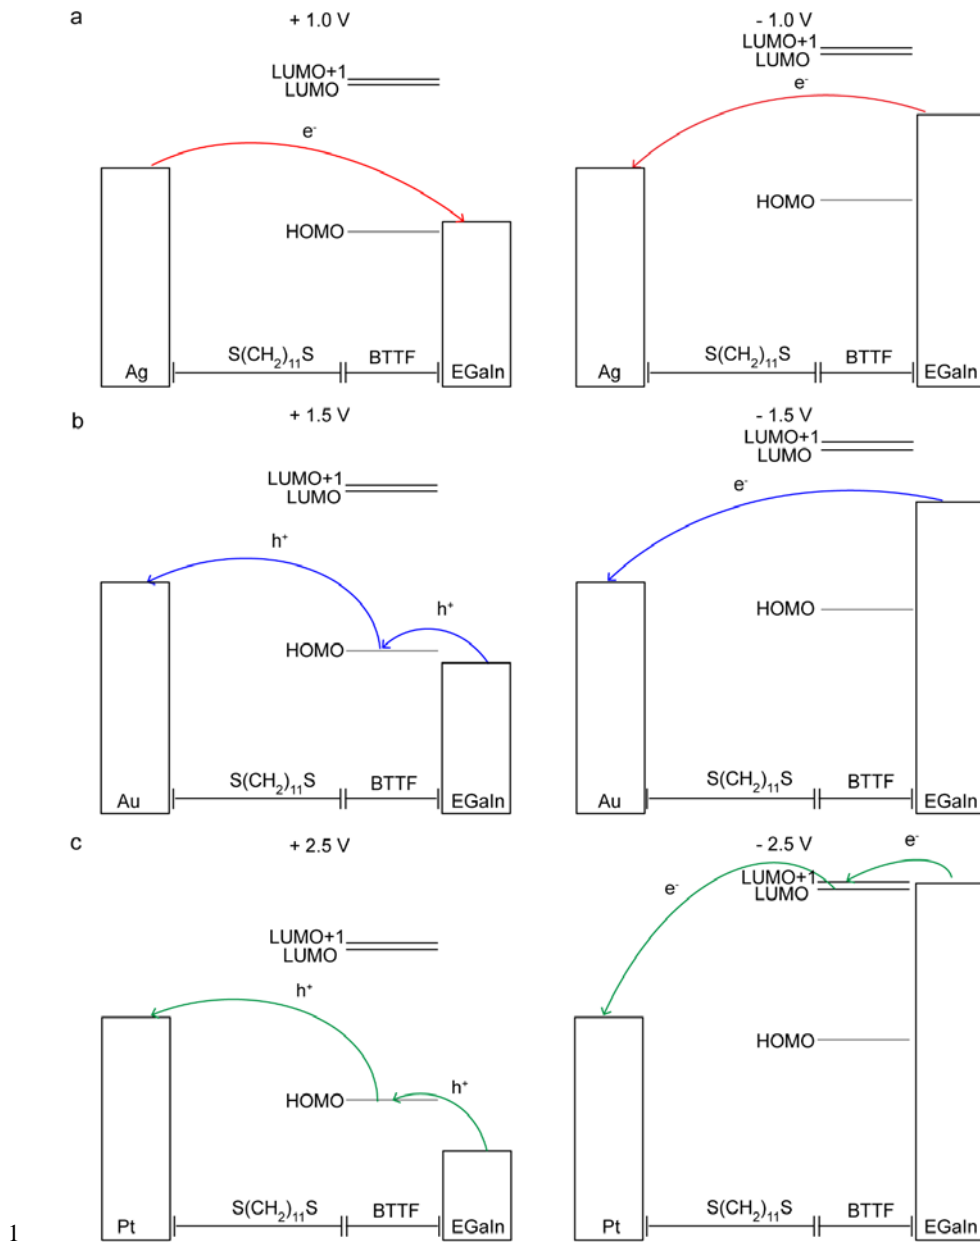 a
+ 1.0 V
- 1.0 V
LUMO+1
LUMO
LUMO+1
LUMO
e⁻
e⁻
HOMO
HOMO
S(CH₂)₁₁S
BTTF
S(CH₂)₁₁S
BTTF
Ag
EGaIn
Ag
EGaIn
b
+ 1.5 V
- 1.5 V
LUMO+1
LUMO
LUMO+1
LUMO
h⁺
e⁻
h⁺
HOMO
HOMO
S(CH₂)₁₁S
BTTF
S(CH₂)₁₁S
BTTF
Au
EGaIn
Au
EGaIn
c
+ 2.5 V
- 2.5 V
e⁻
LUMO+1
LUMO
e⁻
LUMO+1
LUMO
h⁺
h⁺
HOMO
HOMO
S(CH₂)₁₁S
BTTF
S(CH₂)₁₁S
BTTF
Pt
EGaIn
Pt
EGaIn
1